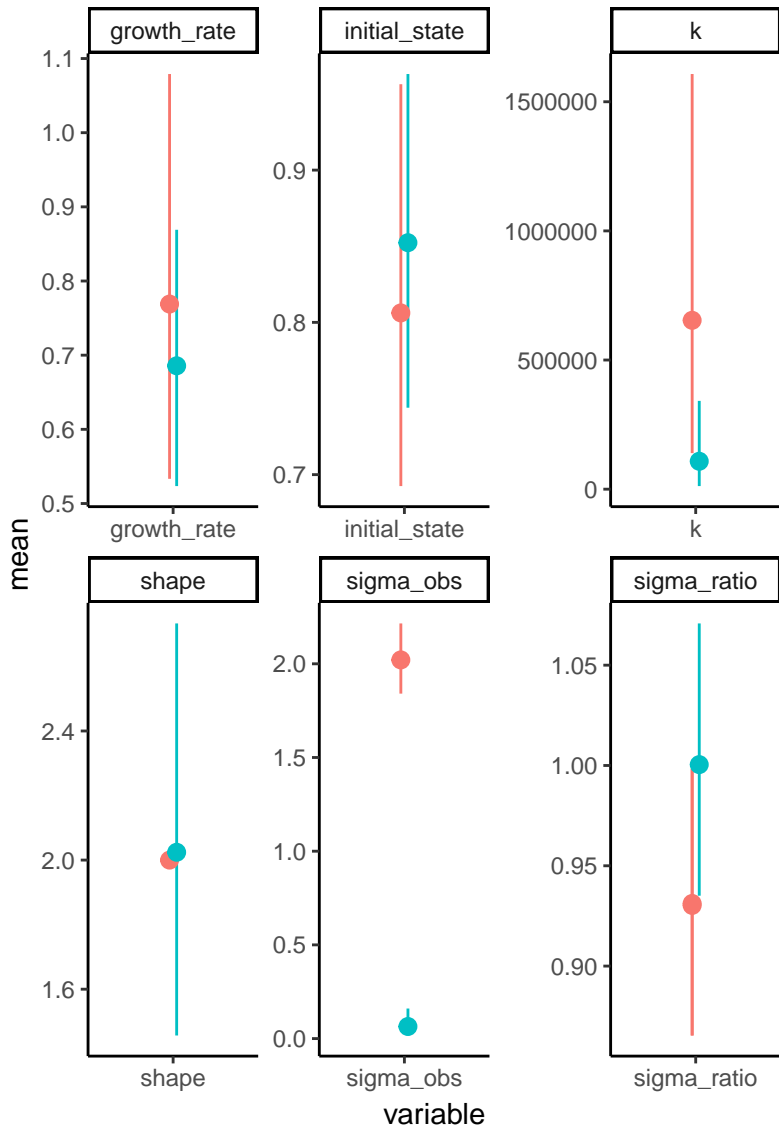 growth_rate
initial_state
k
1.1
1.0
0.9
0.8
0.7
0.6
0.5
0.9
0.8
0.7
1500000
1000000
500000
0
growth_rate
initial_state
k
mean
shape
sigma_obs
sigma_ratio
2.4
2.0
1.6
2.0
1.5
1.0
0.5
0.0
1.05
1.00
0.95
0.90
shape
sigma_obs
sigma_ratio
variable